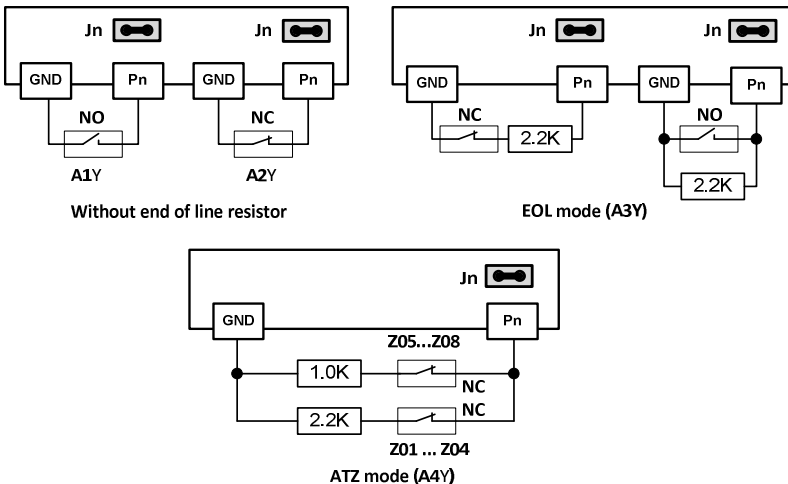 Jn Jn
GND Pn GND Pn
NO NC
A1Y A2Y
Without end of line resistor
Jn Jn
GND Pn GND Pn
NC NO
2.2K
2.2K
EOL mode (A3Y)
Jn
GND Pn
Z05...Z08
1.0K
NC
NC
2.2K
Z01 ... Z04
ATZ mode (A4Y)